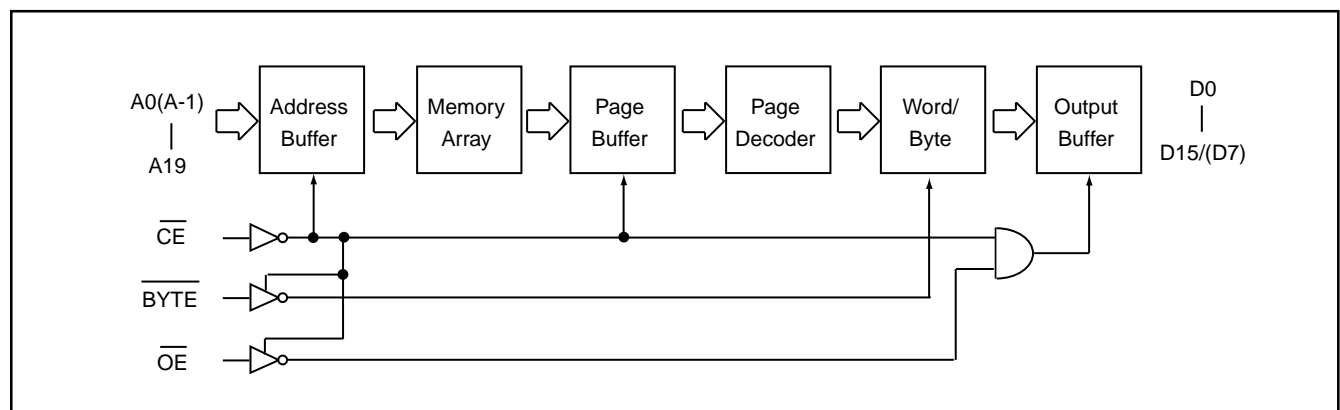 A0(A-1)
|
A19
Address
Buffer
Memory
Array
Page
Buffer
Page
Decoder
Word/
Byte
Output
Buffer
D0
|
D15/(D7)
CE
BYTE
OE